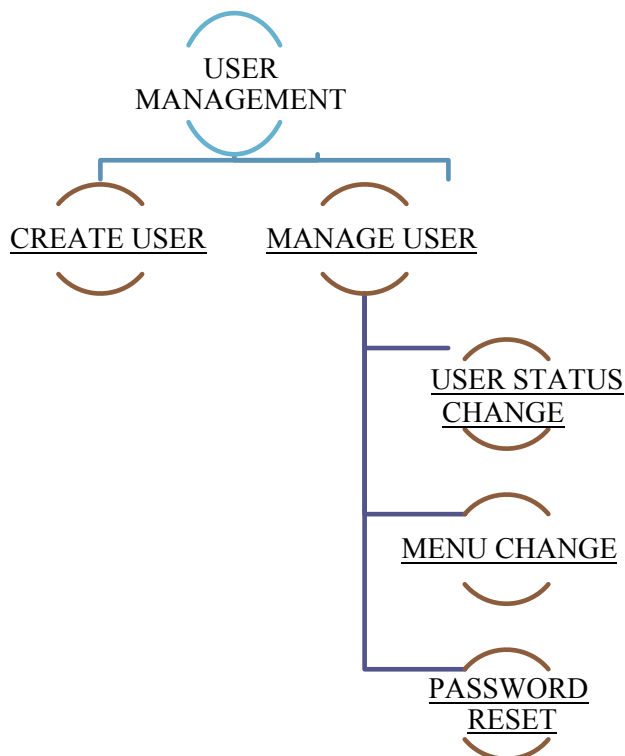 USER
MANAGEMENT
CREATE USER
MANAGE USER
USER STATUS
CHANGE
MENU CHANGE
PASSWORD
RESET